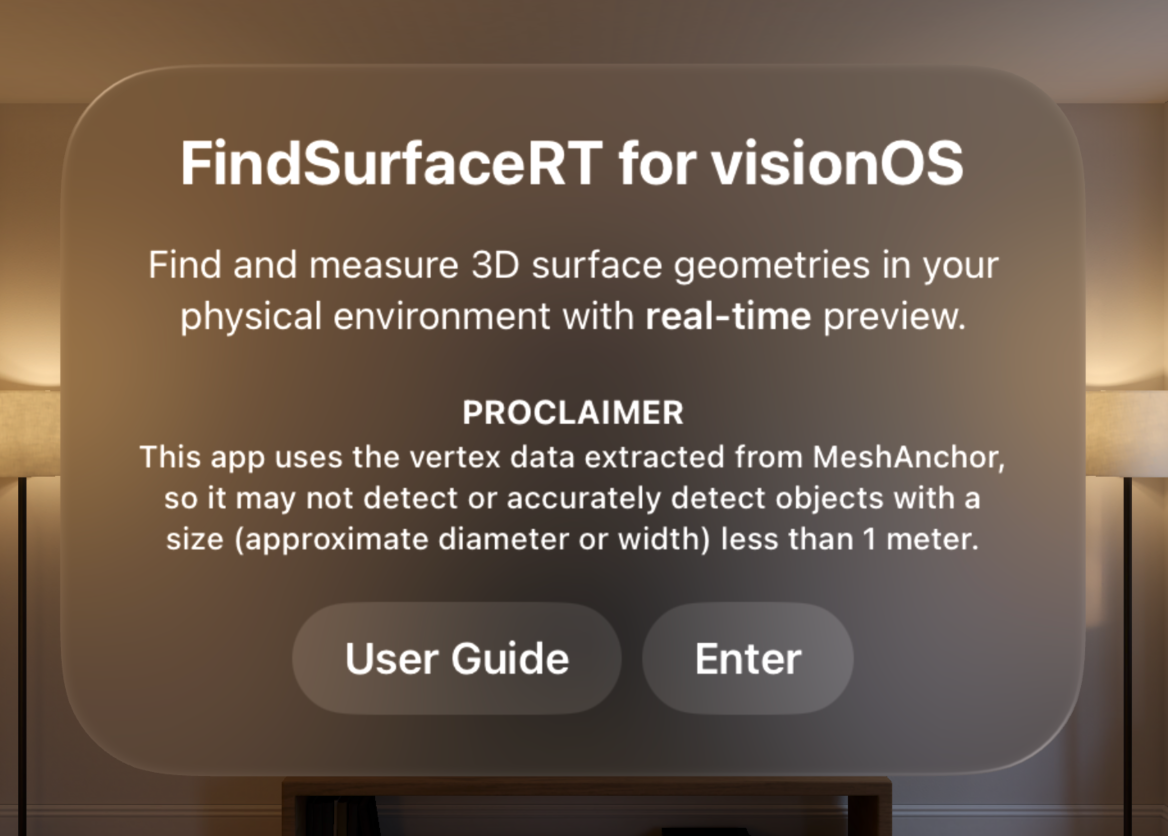 FindSurfaceRT for visionOS
Find and measure 3D surface geometries in your
physical environment with real-time preview.
PROCLAIMER
This app uses the vertex data extracted from MeshAnchor,
so it may not detect or accurately detect objects with a
size (approximate diameter or width) less than 1 meter.
User Guide
Enter